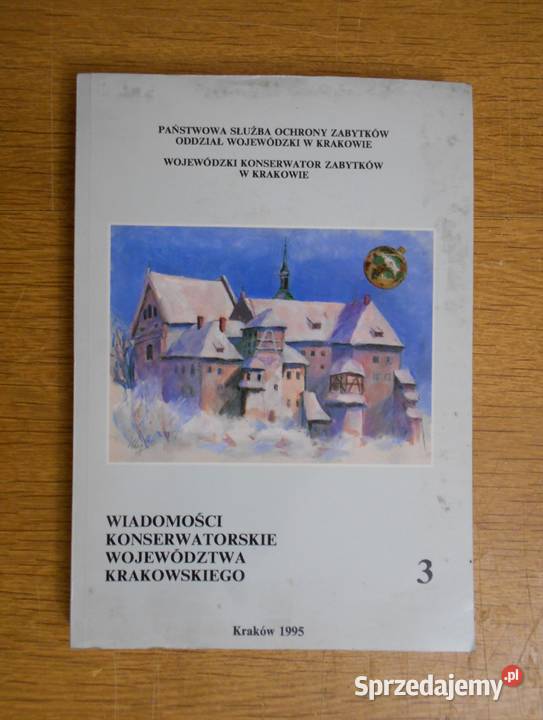 PAŃSTWOWA SŁUŻBA OCHRONY ZABYTKÓW
ODDZIAŁ WOJEWÓDZKI W KRAKOWIE
WOJEWÓDZKI KONSERWATOR ZABYTKÓW
W KRAKOWIE
WIADOMOŚCI
KONSERWATORSKIE
WOJEWÓDZTWA
KRAKOWSKIEGO
3
Kraków 1995
Sprzedajemy.pl